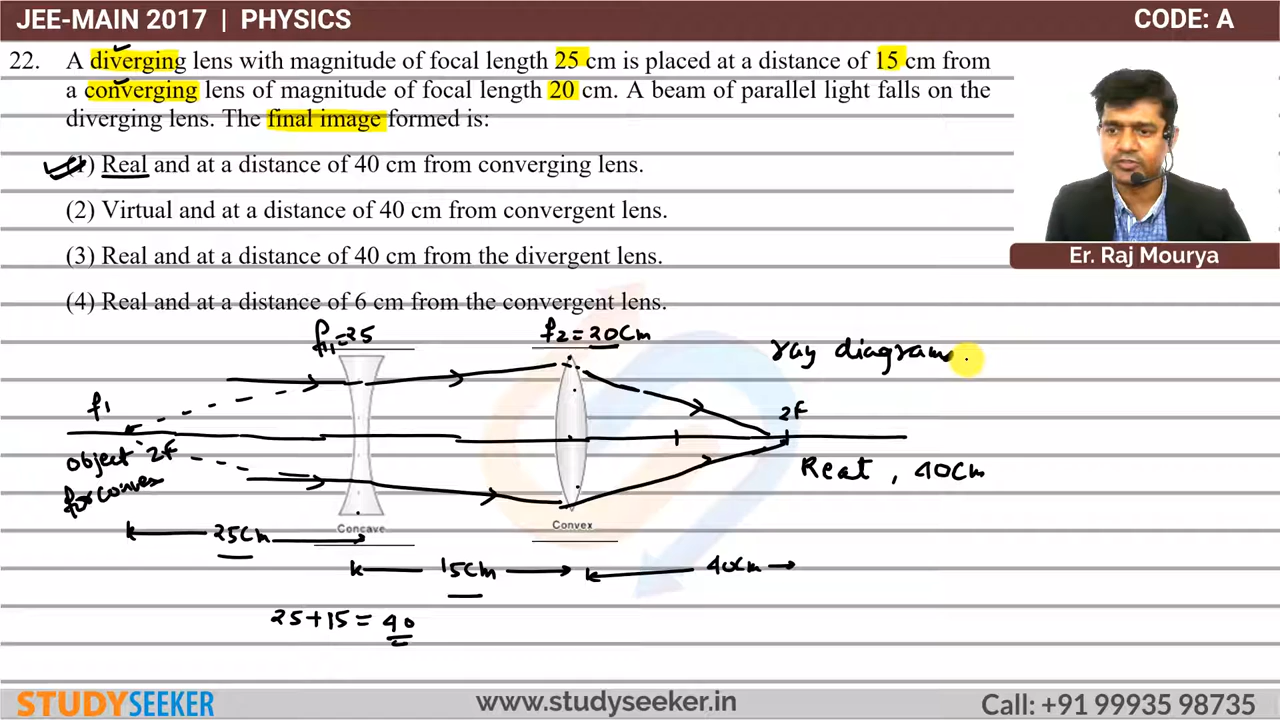 JEE-MAIN 2017 | PHYSICS
CODE: A
22. A diverging lens with magnitude of focal length 25 cm is placed at a distance of 15 cm from
a converging lens of magnitude of focal length 20 cm. A beam of parallel light falls on the
diverging lens. The final image formed is:
(1) Real and at a distance of 40 cm from converging lens.
(2) Virtual and at a distance of 40 cm from convergent lens.
(3) Real and at a distance of 40 cm from the divergent lens.
(4) Real and at a distance of 6 cm from the convergent lens.
Er. Raj Mourya
f1=25
f2=20Cm
ray diagram.
f1
2F
object 2F
for convex
Real, 40cm
Concave
Convex
25Cm
15Cm
40cm
25+15=40
STUDYSEEKER
www.studyseeker.in
Call: +91 99935 98735